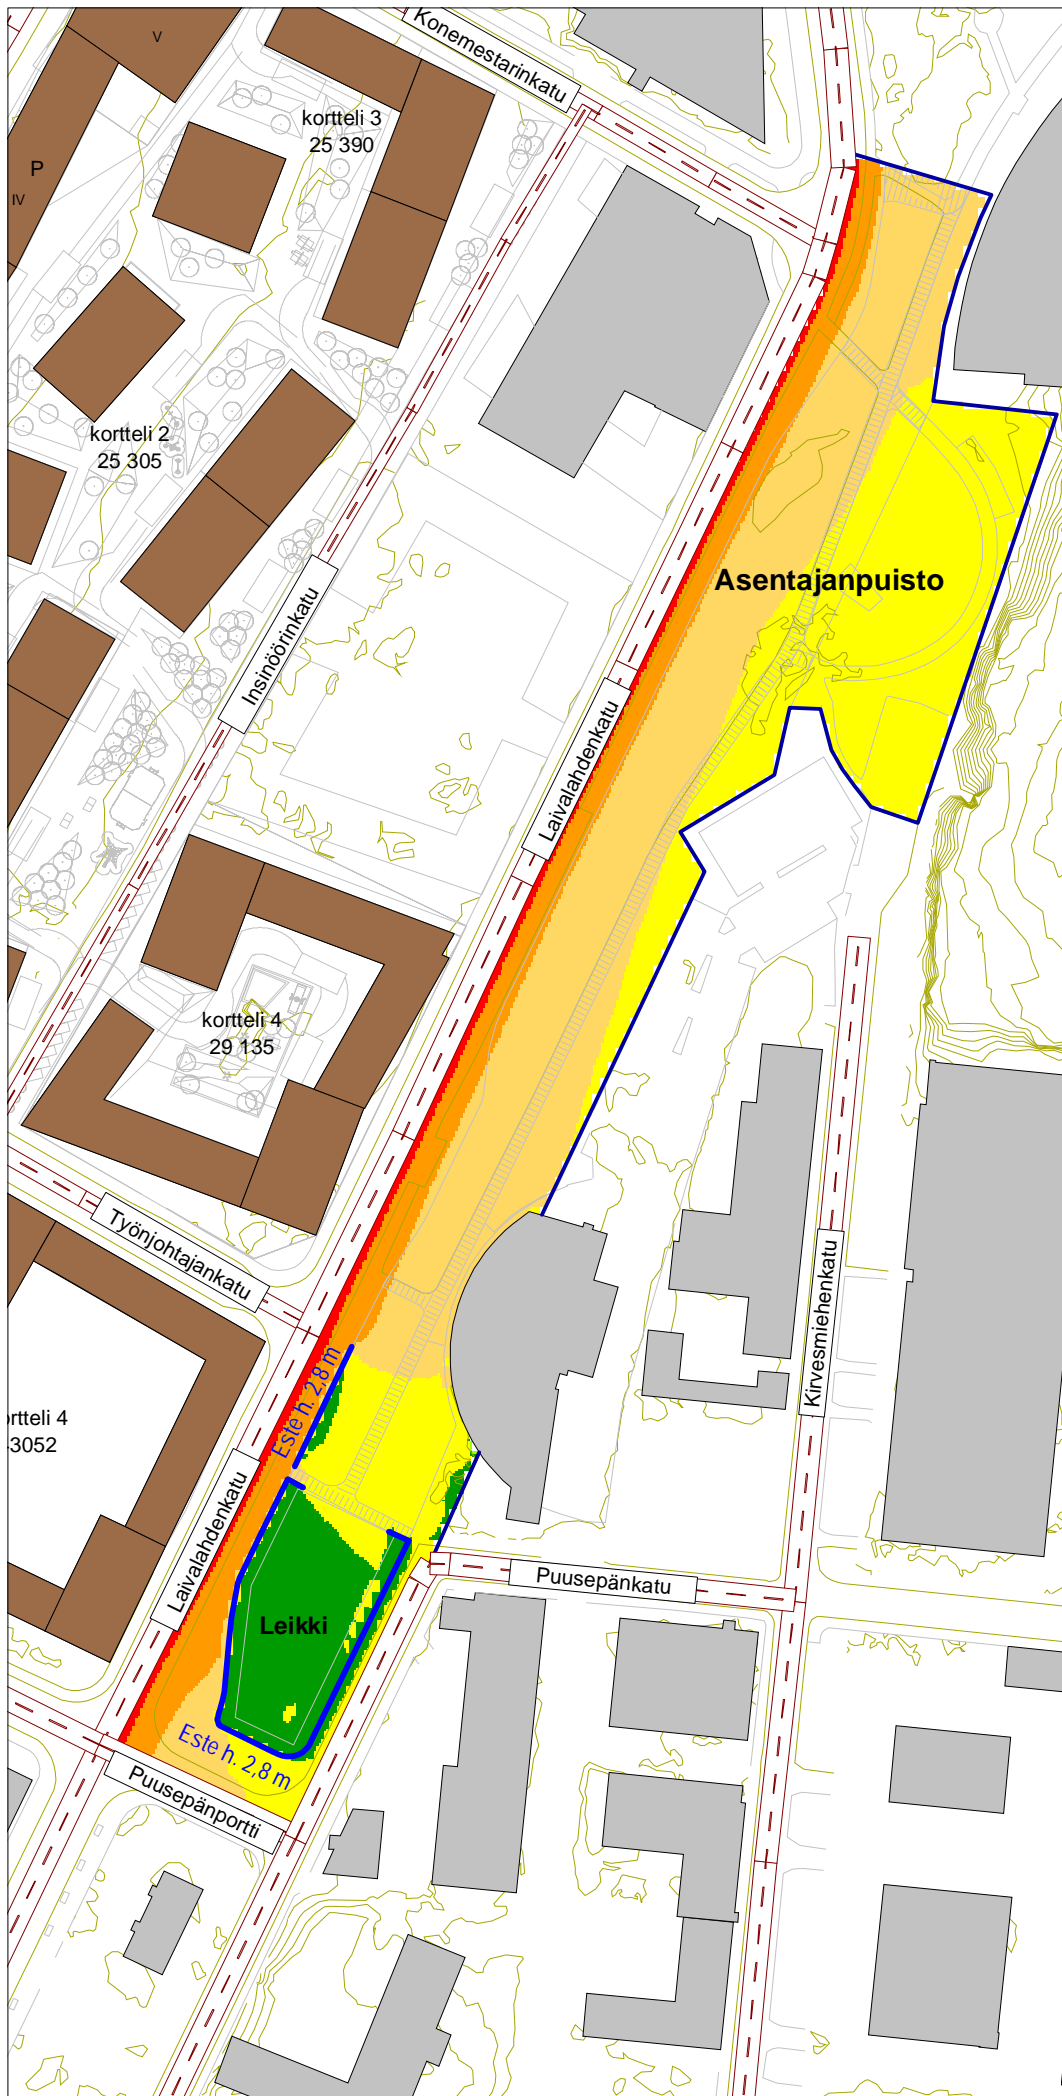 Konemestarinkatu
V
kortteli 3
25 390
P
IV
kortteli 2
25 305
Asentajanpuisto
Insinöörinkatu
Laivalahdenkatu
kortteli 4
29 135
Työnjohtajankatu
Kirvesmiehenkatu
Este h. 2,8 m
rtteli 4
3052
Laivalahdenkatu
Puusepänkatu
Leikki
Este h. 2,8 m
Puusepänportti